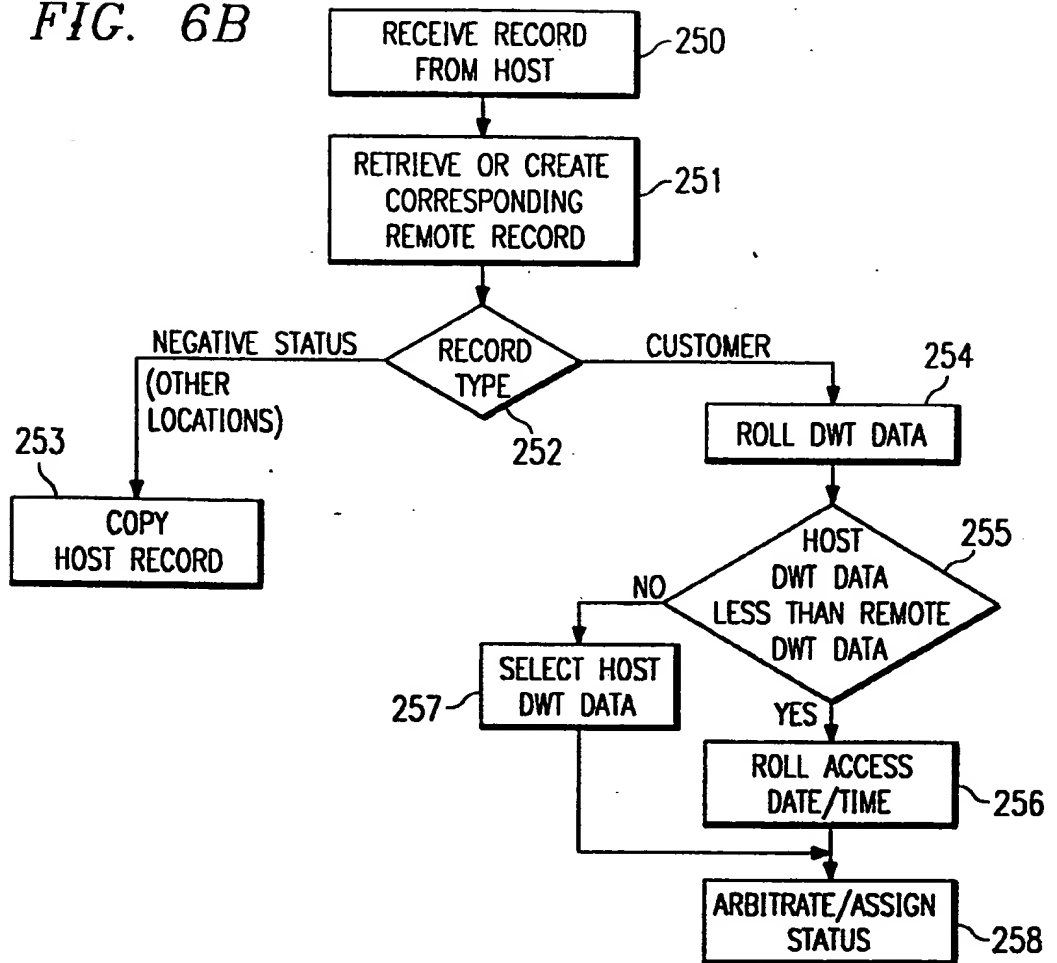 FIG. 6B
RECEIVE RECORD
FROM HOST
250
RETRIEVE OR CREATE
CORRESPONDING
REMOTE RECORD
251
NEGATIVE STATUS
(OTHER
LOCATIONS)
RECORD
TYPE
252
CUSTOMER
253
COPY
HOST RECORD
254
ROLL DWT DATA
255
HOST
DWT DATA
LESS THAN REMOTE
DWT DATA
NO
SELECT HOST
DWT DATA
257
YES
ROLL ACCESS
DATE/TIME
256
ARBITRATE/ASSIGN
STATUS
258